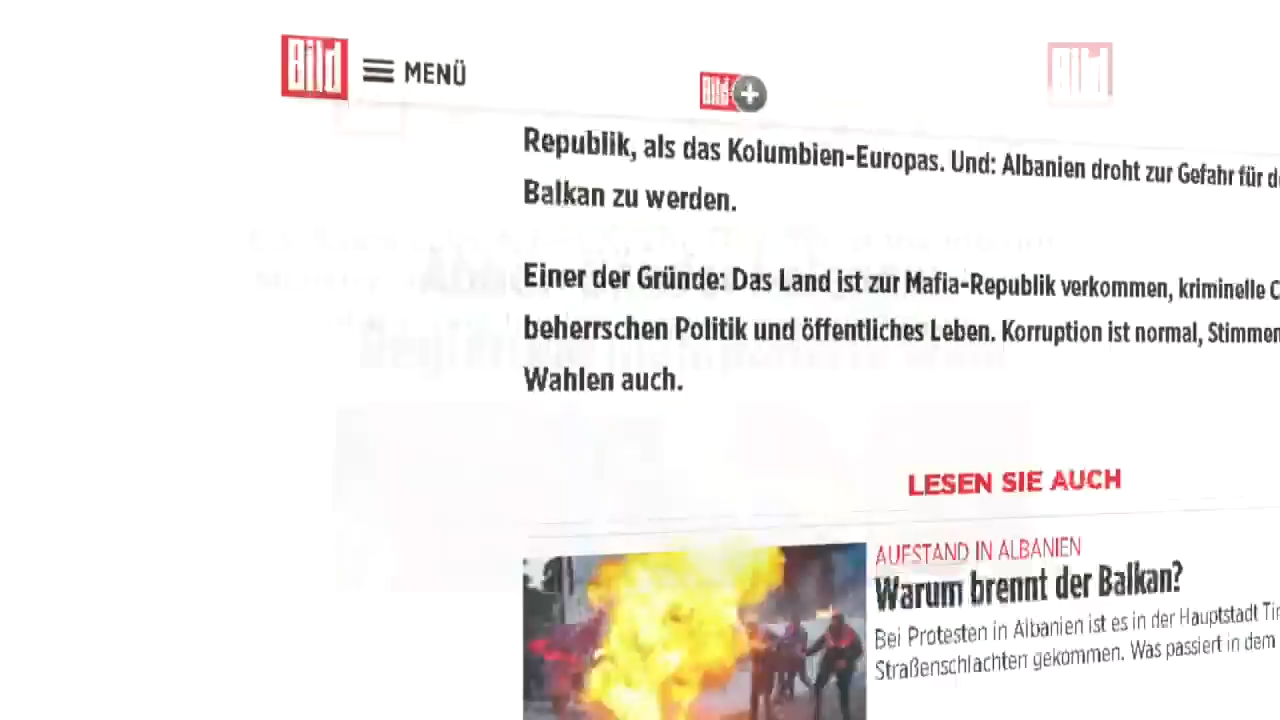 Bild
MENÜ
Bild
Bild
Republik, als das Kolumbien-Europas. Und: Albanien droht zur Gefahr für
Balkan zu werden.
Einer der Gründe: Das Land ist zur Mafia-Republik verkommen, kriminelle
beherrschen Politik und öffentliches Leben. Korruption ist normal, Stimmen
Wahlen auch.
LESEN SIE AUCH
AUFSTAND IN ALBANIEN
Warum brennt der Balkan?
Bei Protesten in Albanien ist es in der Hauptstadt
Straßenschlachten gekommen. Was passiert in dem